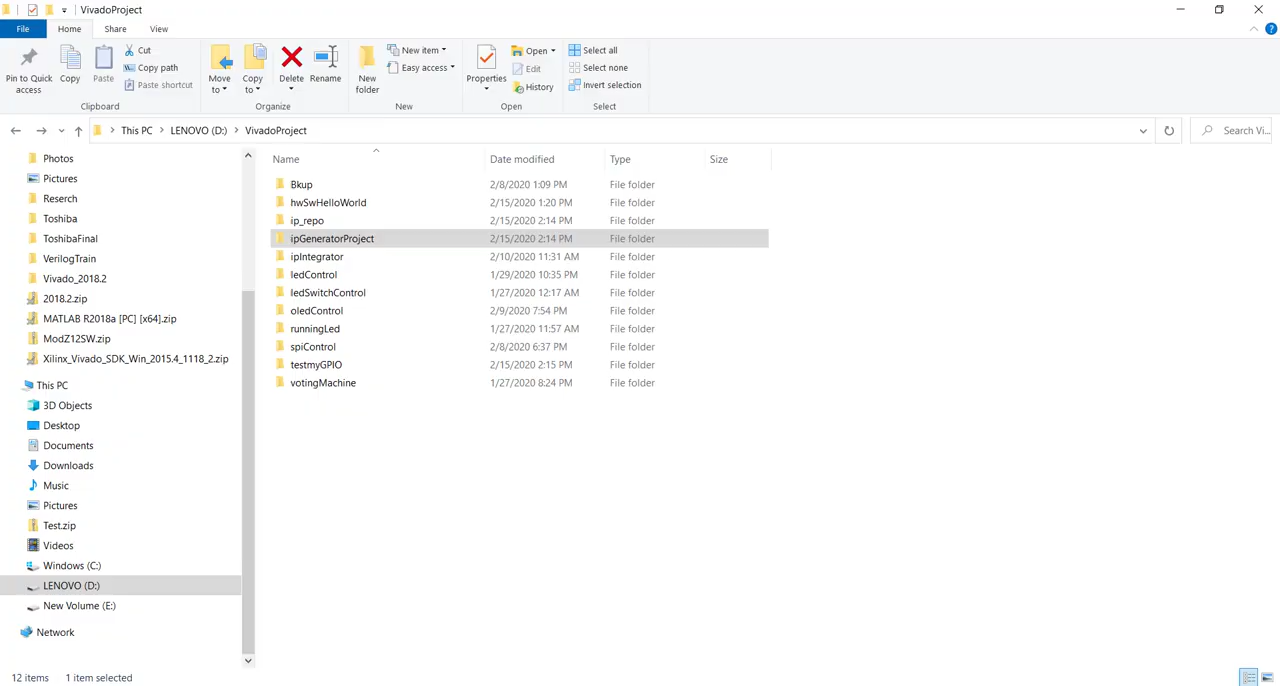 VivadoProject
File Home Share View
Pin to Quick access
Copy
Paste
Cut
Copy path
Paste shortcut
Clipboard
Move to
Copy to
Delete
Rename
Organize
New folder
New item
Easy access
New
Properties
Open
Edit
History
Open
Select all
Select none
Invert selection
Select
This PC > LENOVO (D:) > VivadoProject
Search Vi...
Photos
Pictures
Reserch
Toshiba
ToshibaFinal
VerilogTrain
Vivado_2018.2
2018.2.zip
MATLAB R2018a [PC] [x64].zip
ModZ12SW.zip
Xilinx_Vivado_SDK_Win_2015.4_1118_2.zip
This PC
3D Objects
Desktop
Documents
Downloads
Music
Pictures
Test.zip
Videos
Windows (C:)
LENOVO (D:)
New Volume (E:)
Network
Name Date modified Type Size
Bkup 2/8/2020 1:09 PM File folder
hwSwHelloWorld 2/15/2020 1:20 PM File folder
ip_repo 2/15/2020 2:14 PM File folder
ipGeneratorProject 2/15/2020 2:14 PM File folder
ipIntegrator 2/10/2020 11:31 AM File folder
ledControl 1/29/2020 10:35 PM File folder
ledSwitchControl 1/27/2020 12:17 AM File folder
oledControl 2/9/2020 7:54 PM File folder
runningLed 1/27/2020 11:57 AM File folder
spiControl 2/8/2020 6:37 PM File folder
testmyGPIO 2/15/2020 2:15 PM File folder
votingMachine 1/27/2020 8:24 PM File folder
12 items 1 item selected